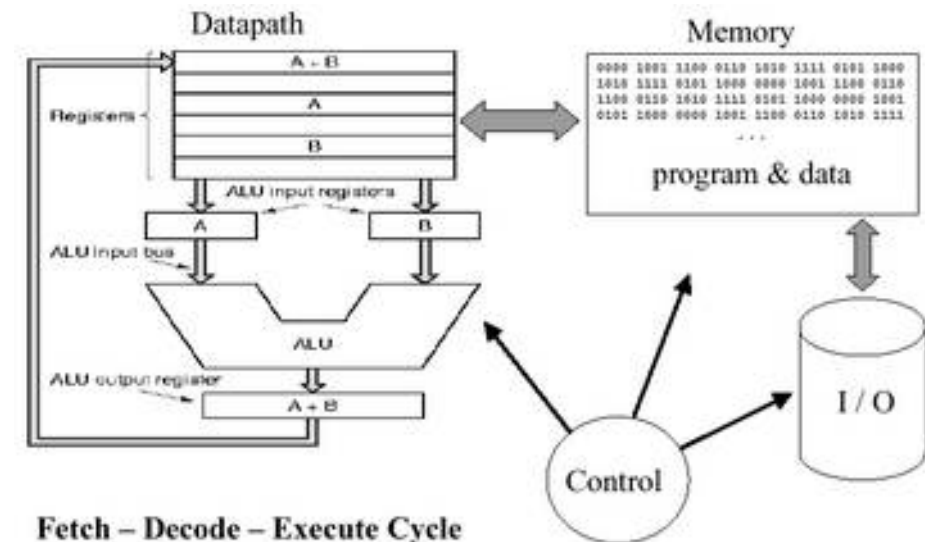 Datapath
Memory
A + B
Registers
A
B
0000 1001 1100 0110 1010 1111 0101 1000
1010 1111 0101 1000 0000 1001 1100 0110
1100 0110 1010 1111 0101 1000 0000 1001
0101 1000 0000 1001 1100 0110 1010 1111
. . .
program & data
ALU input registers
A
B
ALU input bus
ALU
ALU output register
A + B
I / O
Control
Fetch – Decode – Execute Cycle